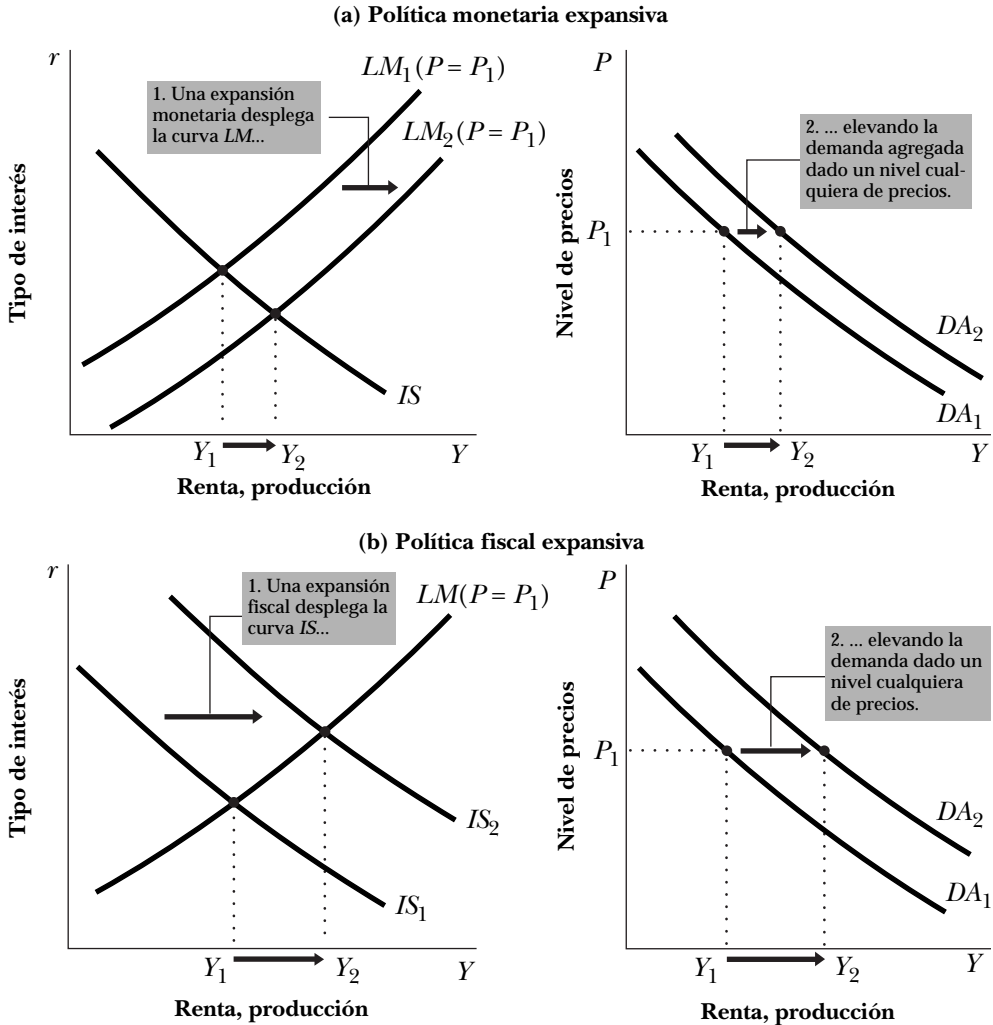 (a) Política monetaria expansiva
r
Tipo de interés
1. Una expansión
monetaria desplega
la curva LM...
LM₁(P = P₁)
LM₂(P = P₁)
IS
Y₁
Y₂
Y
Renta, producción
P
Nivel de precios
P₁
2. ... elevando la
demanda agregada
dado un nivel cual-
quiera de precios.
DA₂
DA₁
Y₁
Y₂
Y
Renta, producción
(b) Política fiscal expansiva
r
Tipo de interés
1. Una expansión
fiscal desplega la
curva IS...
LM(P = P₁)
IS₂
IS₁
Y₁
Y₂
Y
Renta, producción
P
Nivel de precios
P₁
2. ... elevando la
demanda dado un
nivel cualquiera
de precios.
DA₂
DA₁
Y₁
Y₂
Y
Renta, producción